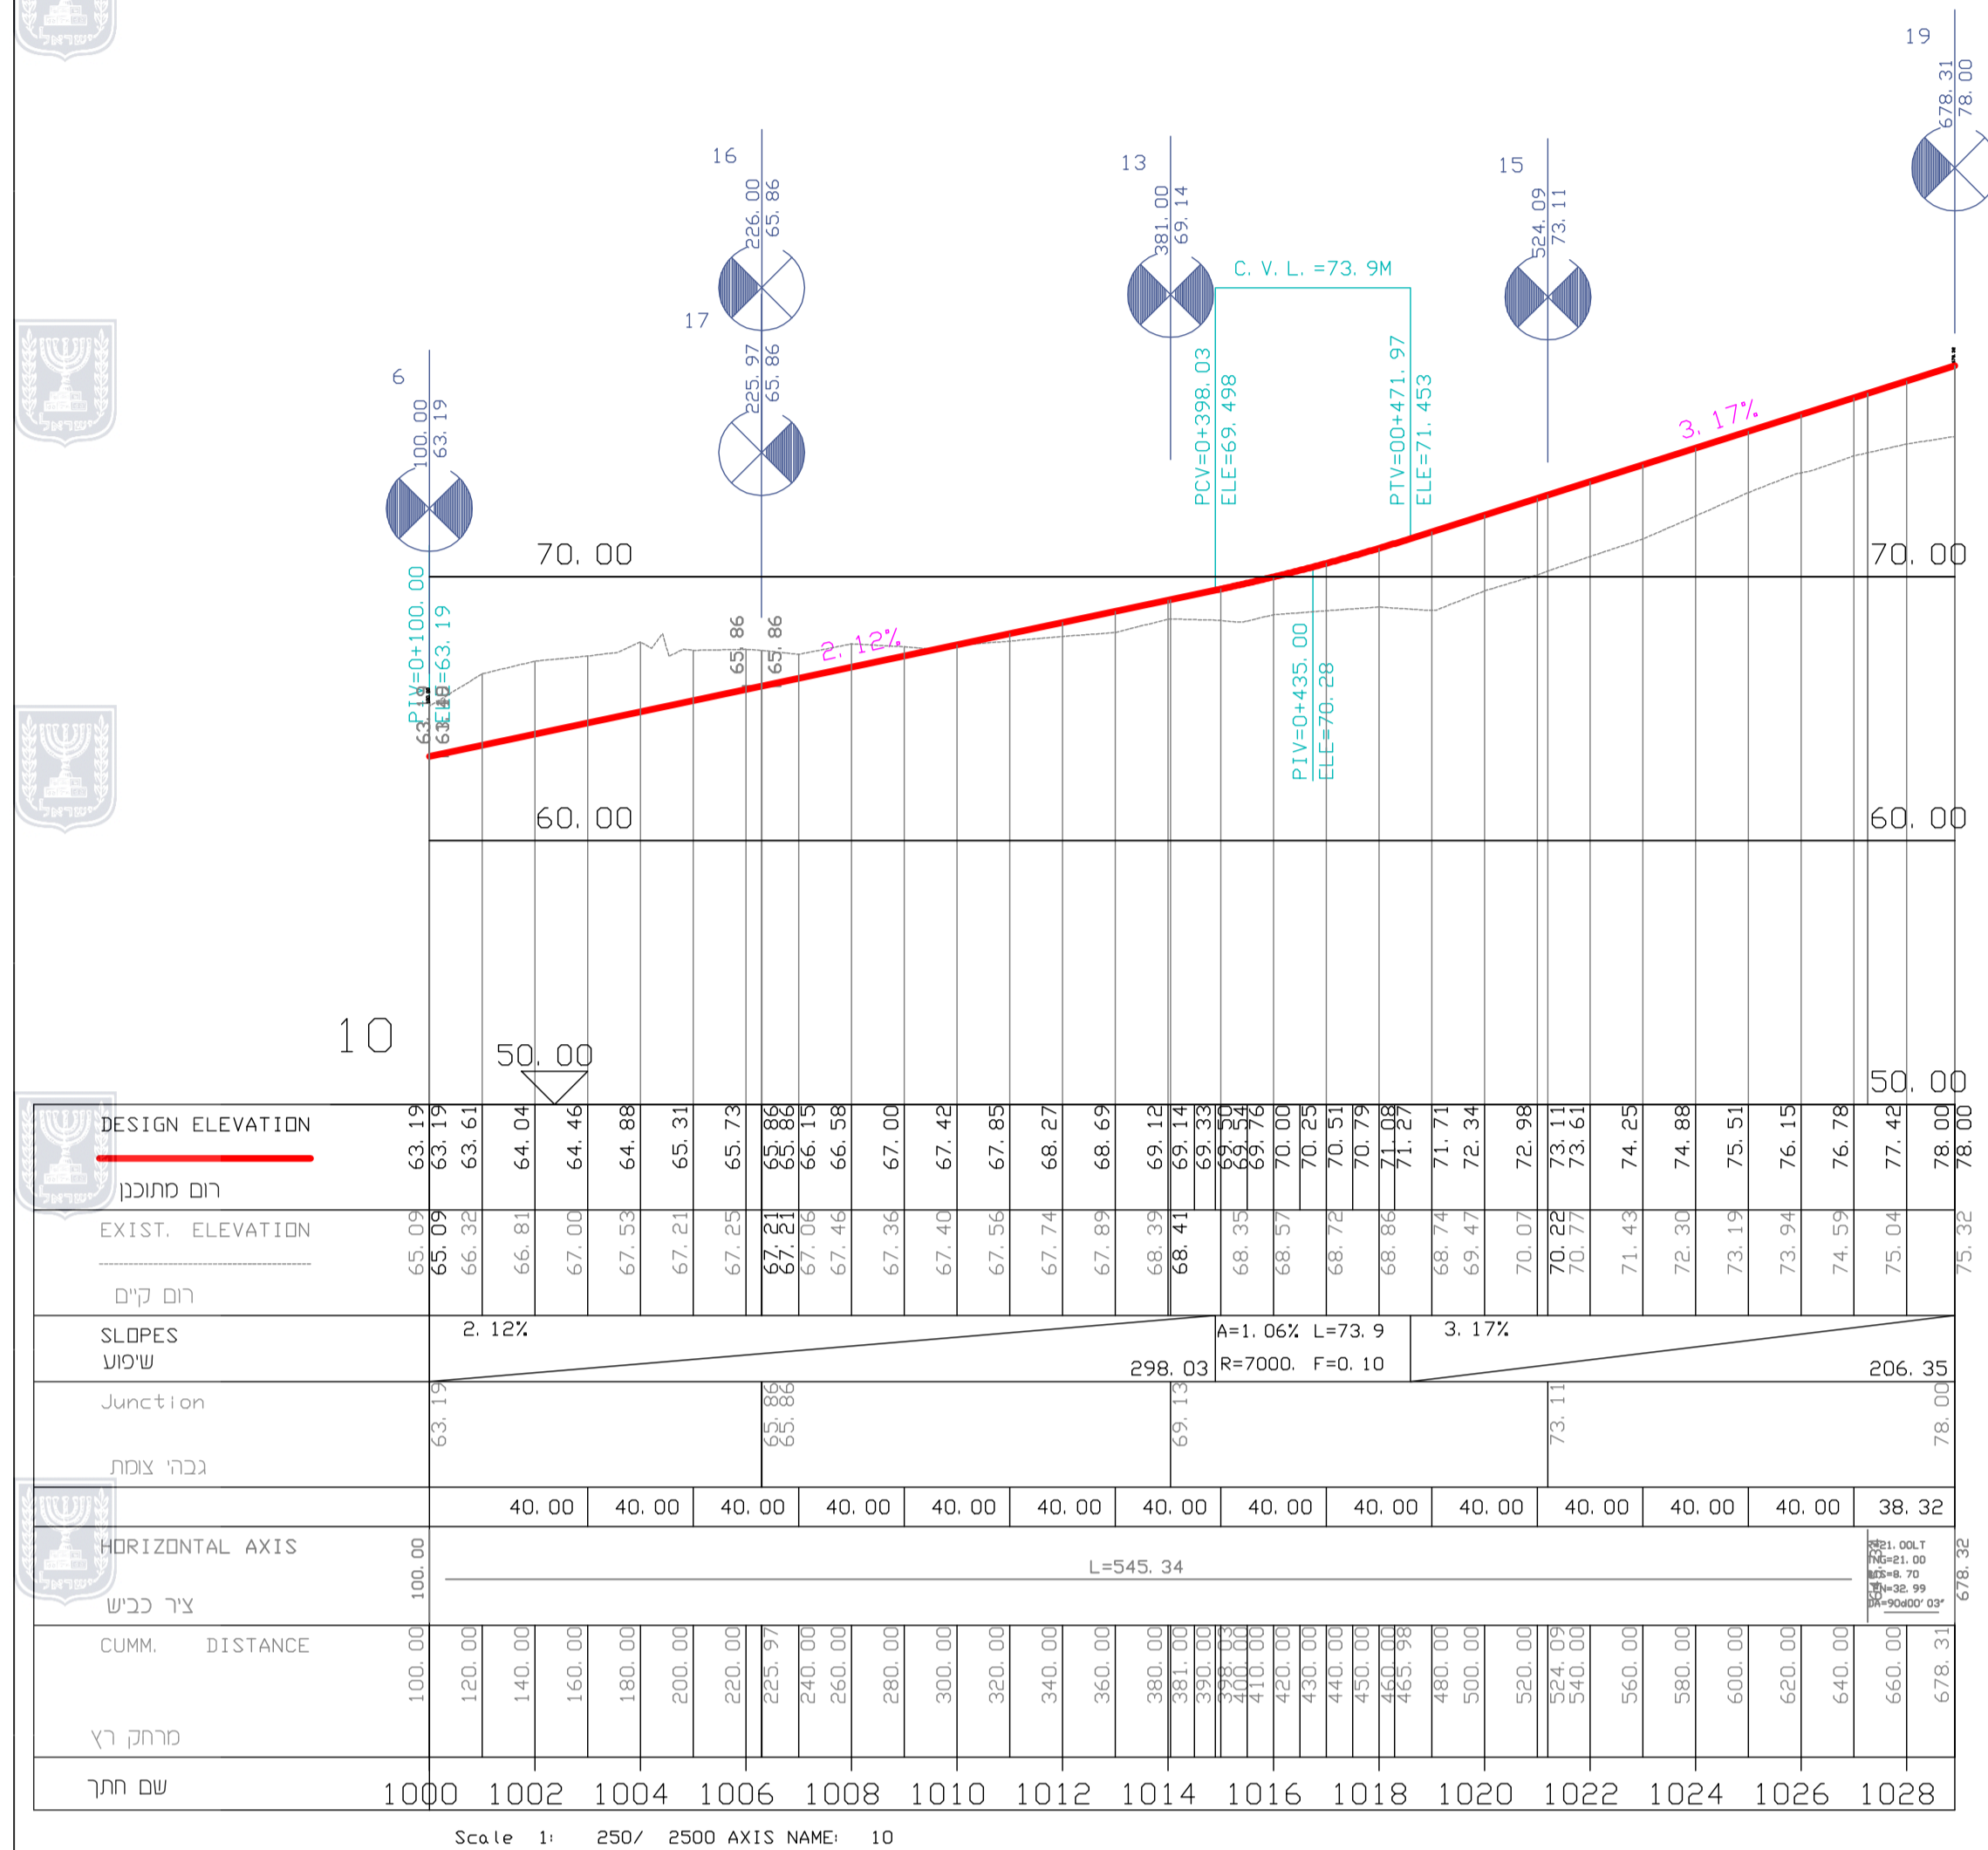 19
678.31
78.00
16
226.00
65.86
13
381.00
69.14
15
524.09
73.11
17
225.97
65.86
C.V.L.=73.9M
6
100.00
63.19
PCV=0+398.03
ELE=69.498
PTV=00+471.97
ELE=71.453
3.17%
70.00
70.00
PIV=0+100.00
ELE=63.19
65.86
65.86
2.12%
PIV=0+435.00
ELE=70.28
63.19
60.00
60.00
10
50.00
50.00
DESIGN ELEVATION
רום מתוכנן
63.19 63.19 63.61 64.04 64.46 64.88 65.31 65.73 65.86 65.86 66.15 66.58 67.00 67.42 67.85 68.27 68.69 69.12 69.14 69.33 69.50 69.54 69.76 70.00 70.25 70.51 70.79 71.08 71.27 71.71 72.34 72.98 73.11 73.61 74.25 74.88 75.51 76.15 76.78 77.42 78.00 78.00
EXIST. ELEVATION
רום קיים
65.09 65.09 66.32 66.81 67.00 67.53 67.21 67.25 67.21 67.21 67.06 67.46 67.36 67.40 67.56 67.74 67.89 68.39 68.41 68.35 68.57 68.72 68.86 68.74 69.47 70.07 70.22 70.77 71.43 72.30 73.19 73.94 74.59 75.04 75.32
SLOPES
שיפוע
2.12%
298.03
A=1.06% L=73.9
R=7000. F=0.10
3.17%
206.35
Junction
גבהי צומת
63.19 65.86 65.86 69.13 73.11 78.00
40.00 40.00 40.00 40.00 40.00 40.00 40.00 40.00 40.00 40.00 40.00 40.00 40.00 38.32
HORIZONTAL AXIS
ציר כביש
100.00
L=545.34
678.32
CUMM. DISTANCE
מרחק רץ
100.00 120.00 140.00 160.00 180.00 200.00 220.00 225.97 240.00 260.00 280.00 300.00 320.00 340.00 360.00 380.00 381.00 390.00 398.03 400.00 410.00 420.00 430.00 440.00 450.00 460.00 465.98 480.00 500.00 520.00 524.09 540.00 560.00 580.00 600.00 620.00 640.00 660.00 678.31
שם חתך
1000 1002 1004 1006 1008 1010 1012 1014 1016 1018 1020 1022 1024 1026 1028
Scale 1: 250/ 2500 AXIS NAME: 10